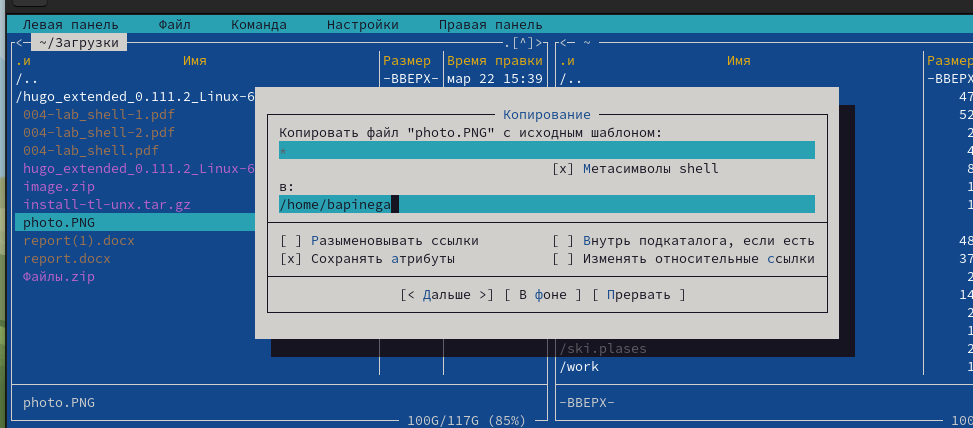 Левая панель Файл Команда Настройки Правая панель
<— ~/Загрузки .[^]> <— ~
.и Имя Размер Время правки .и Имя Размер
/.. -ВВЕРХ- мар 22 15:39 /.. -ВВЕРХ
/hugo_extended_0.111.2_Linux-6 47
004-lab_shell-1.pdf 52
004-lab_shell-2.pdf 2
004-lab_shell.pdf 4
hugo_extended_0.111.2_Linux-6 1
image.zip
install-tl-unx.tar.gz 1
photo.PNG
report(1).docx 48
report.docx 37
Файлы.zip
14
2
1
/ski.plases 2
/work 1
Копирование
Копировать файл "photo.PNG" с исходным шаблоном:
*
[x] Метасимволы shell
в:
/home/bapinega
[ ] Разыменовывать ссылки [ ] Внутрь подкаталога, если есть
[x] Сохранять атрибуты [ ] Изменять относительные ссылки
[< Дальше >] [ В фоне ] [ Прервать ]
photo.PNG -ВВЕРХ-
100G/117G (85%) 100